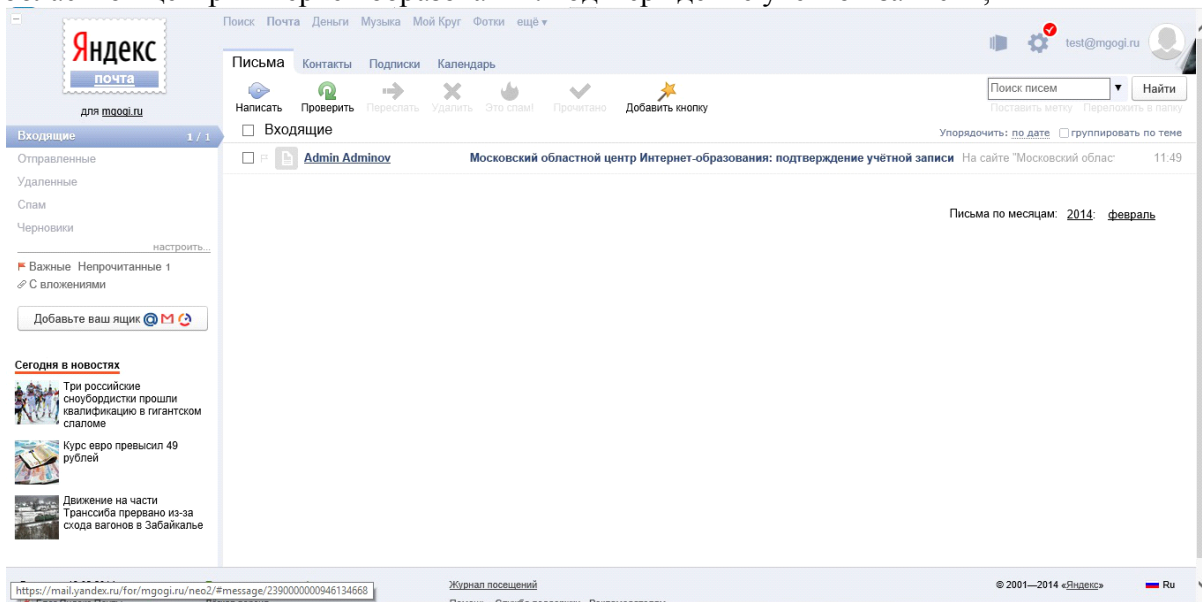 Поиск Почта Деньги Музыка Мой Круг Фотки ещё ▾
Яндекс
почта
для mgogi.ru
test@mgogi.ru
Письма Контакты Подписки Календарь
Написать Проверить Переслать Удалить Это спам! Прочитано Добавить кнопку
Поиск писем Найти
Поставить метку Переложить в папку
Входящие 1 / 1
Входящие
Упорядочить: по дате группировать по теме
Admin Adminov Московский областной центр Интернет-образования: подтверждение учётной записи На сайте "Московский облас 11:49
Письма по месяцам: 2014: февраль
Отправленные
Удаленные
Спам
Черновики
настроить...
Важные Непрочитанные 1
С вложениями
Добавьте ваш ящик
Сегодня в новостях
Три российские
сноубордистки прошли
квалификацию в гигантском
слаломе
Курс евро превысил 49
рублей
Движение на части
Транссиба прервано из-за
схода вагонов в Забайкалье
https://mail.yandex.ru/for/mgogi.ru/neo2/#message/2390000000946134668
Журнал посещений
© 2001—2014 «Яндекс» Ru